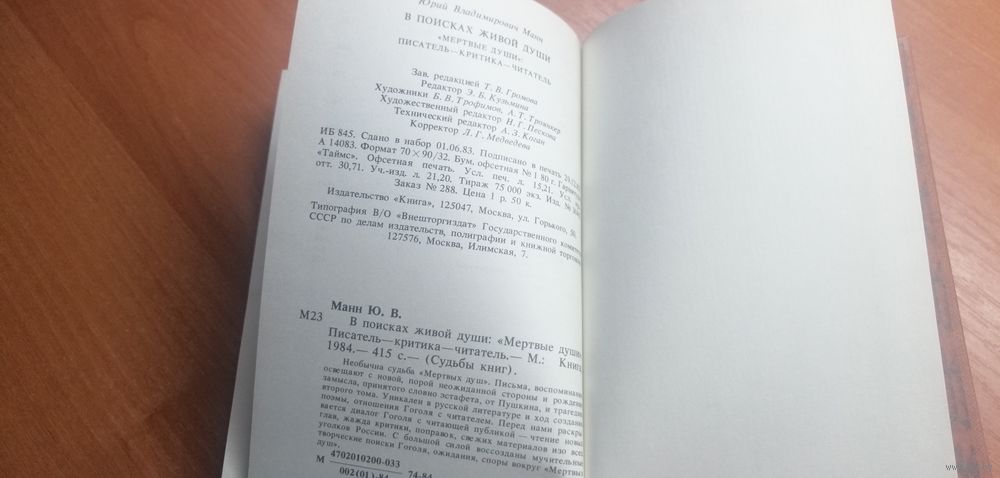 Юрий Владимирович Манн
В ПОИСКАХ ЖИВОЙ ДУШИ
«МЕРТВЫЕ ДУШИ»:
ПИСАТЕЛЬ—КРИТИКА—ЧИТАТЕЛЬ
Зав. редакцией Т. В. Громова
Редактор Э. Б. Кузьмина
Художники Б. В. Трофимов, А. Т. Троянкер
Художественный редактор Н. Г. Пескова
Технический редактор А. З. Коган
Корректор Л. Г. Медведева
ИБ 845. Сдано в набор 01.06.83. Подписано в печать
А 14083. Формат 70×90/32. Бум. офсетная № 1 80 г.
«Таймс». Офсетная печать. Усл. печ. л. 15,21. Усл.
отт. 30,71. Уч.-изд. л. 21,20. Тираж 75 000 экз. Изд. №
Заказ № 288. Цена 1 р. 50 к.
Издательство «Книга», 125047, Москва, ул. Горького, 50.
Типография В/О «Внешторгиздат» Государственного
СССР по делам издательств, полиграфии и книжной
127576, Москва, Илимская, 7.
Манн Ю. В.
М23 В поисках живой души: «Мертвые души»
Писатель—критика—читатель.— М.: Книга
1984.— 415 с.— (Судьбы книг).
Необычна судьба «Мертвых душ». Письма,
освещают с новой, порой неожиданной стороны и
замысла, принятого словно эстафета, от Пушкина, и
второго тома. Уникален в русской литературе и ход
поэмы, отношения Гоголя с читателем. Перед нами
вается диалог Гоголя с читающей публикой — чтение новых
глав, жажда критики, поправок, свежих материалов изо всех
уголков России. С большой силой воссозданы мучительные
творческие поиски Гоголя, ожидания, споры вокруг
душ».
М 4702010200-033
002(01)-84 74-84